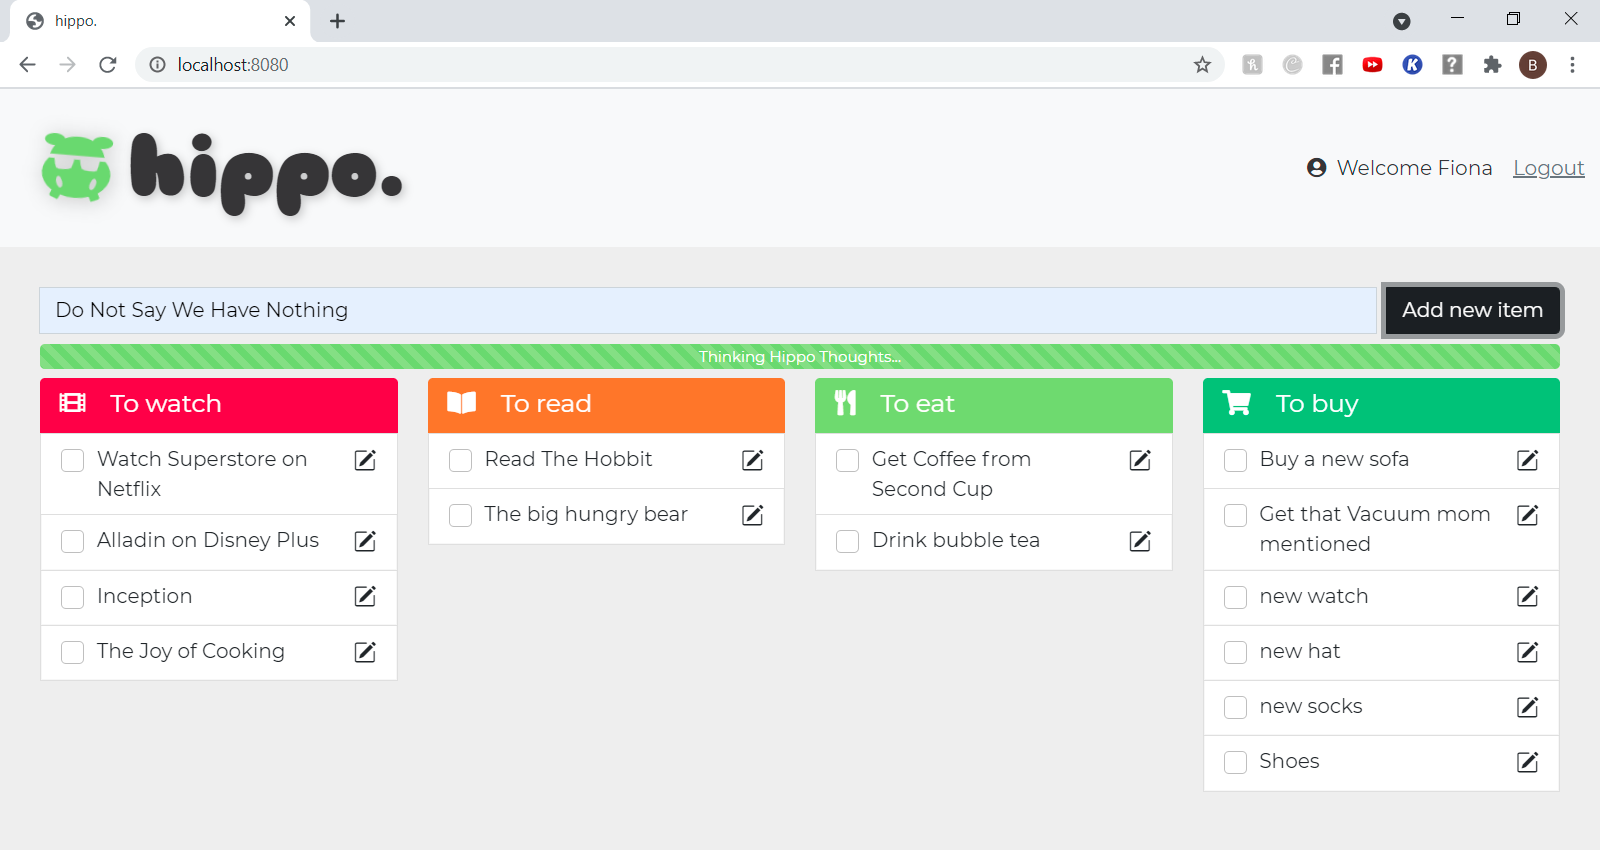 hippo.
localhost:8080
B
hippo.
Welcome Fiona Logout
Do Not Say We Have Nothing
Add new item
Thinking Hippo Thoughts...
To watch
Watch Superstore on
Netflix
Alladin on Disney Plus
Inception
The Joy of Cooking
To read
Read The Hobbit
The big hungry bear
To eat
Get Coffee from
Second Cup
Drink bubble tea
To buy
Buy a new sofa
Get that Vacuum mom
mentioned
new watch
new hat
new socks
Shoes